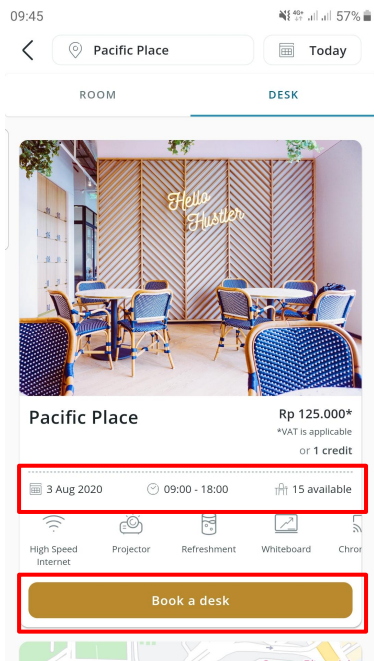 09:45 4G+ 57%
Pacific Place Today
ROOM DESK
Hello
Hustler
Pacific Place Rp 125.000*
*VAT is applicable
or 1 credit
3 Aug 2020 09:00 - 18:00 15 available
High Speed Projector Refreshment Whiteboard Chror
Internet
Book a desk